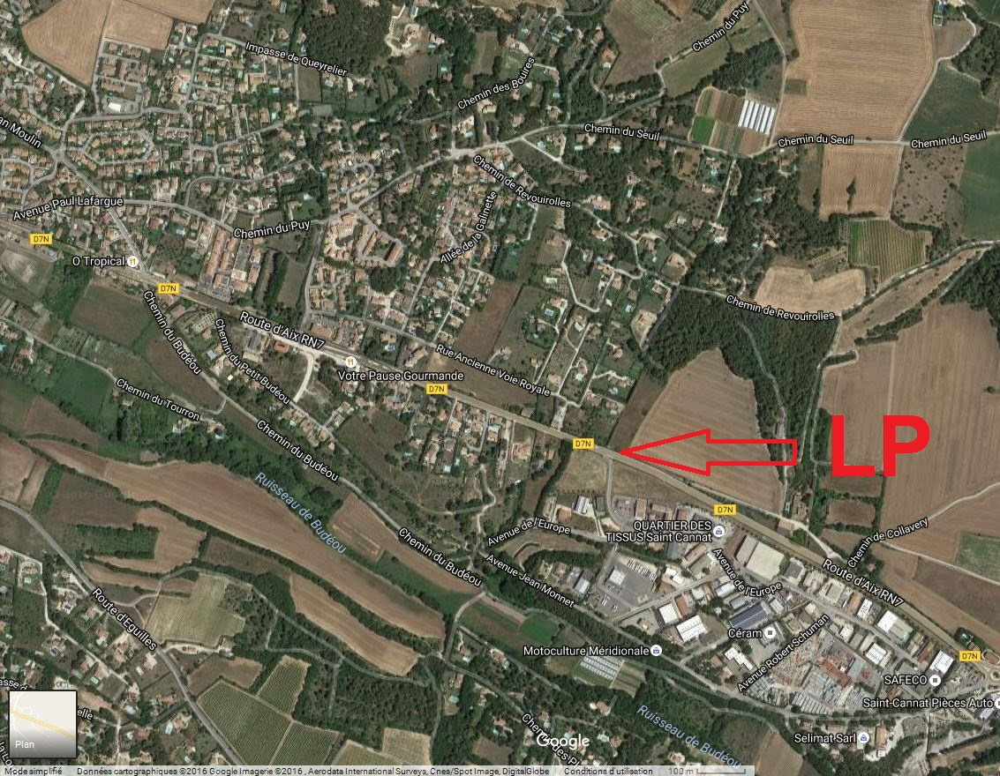 Impasse de Queyrelier
Chemin du Puy
Chemin des Bouires
Chemin du Seuil
Chemin du Seuil
Chemin du Seuil
an Moulin
Chemin de Revouirolles
Avenue Paul Lafargue
Allée de la Galinette
Chemin du Puy
D7N
O Tropical
D7N
Chemin du Budéou
Route d'Aix RN7
Chemin de Revouirolles
Chemin du Petit Budéou
Rue Ancienne Voie Royale
Votre Pause Gourmande
D7N
Chemin du Tourron
Chemin du Budéou
D7N
LP
Ruisseau de Budéou
D7N
QUARTIER DES
TISSUS Saint Cannat
Avenue de l'Europe
Chemin de Collavery
Chemin du Budéou
Avenue Jean Monnet
Avenue de l'Europe
Route d'Aix RN7
Route d'Eguilles
Céram
Avenue Robert Schuman
Motoculture Méridionale
D7N
SAFECO
Saint-Cannat Pièces Auto
Ruisseau de Budéou
Selimat Sarl
Plan
Google
Mode simplifié Données cartographiques ©2016 Google Imagerie ©2016 , Aerodata International Surveys, Cnes/Spot Image, DigitalGlobe Conditions d'utilisation 100 m